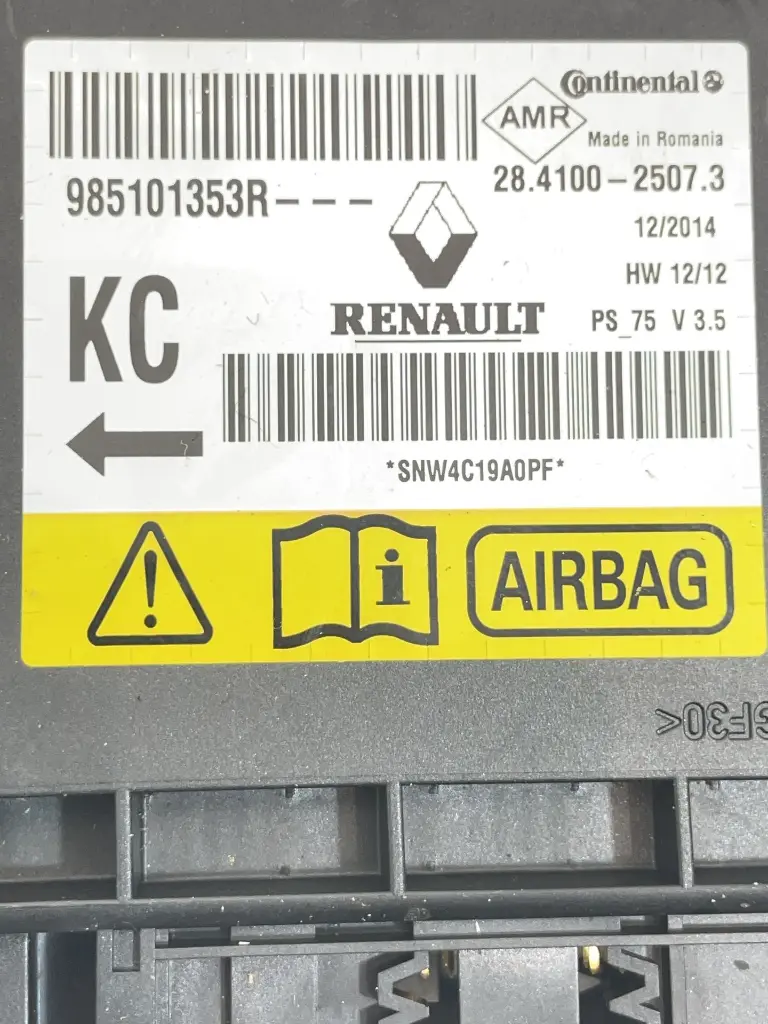 Continental
AMR
Made in Romania
985101353R---
28.4100-2507.3
12/2014
HW 12/12
KC
RENAULT
PS_75 V 3.5
*SNW4C19A0PF*
i
AIRBAG
GF30<